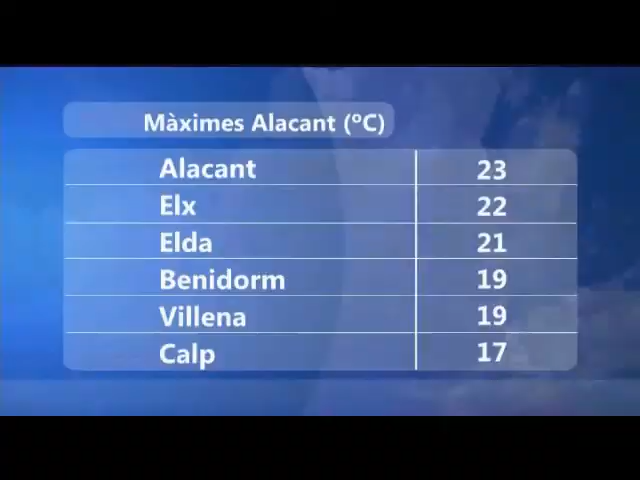 Màximes Alacant (ºC)
Alacant 23
Elx 22
Elda 21
Benidorm 19
Villena 19
Calp 17